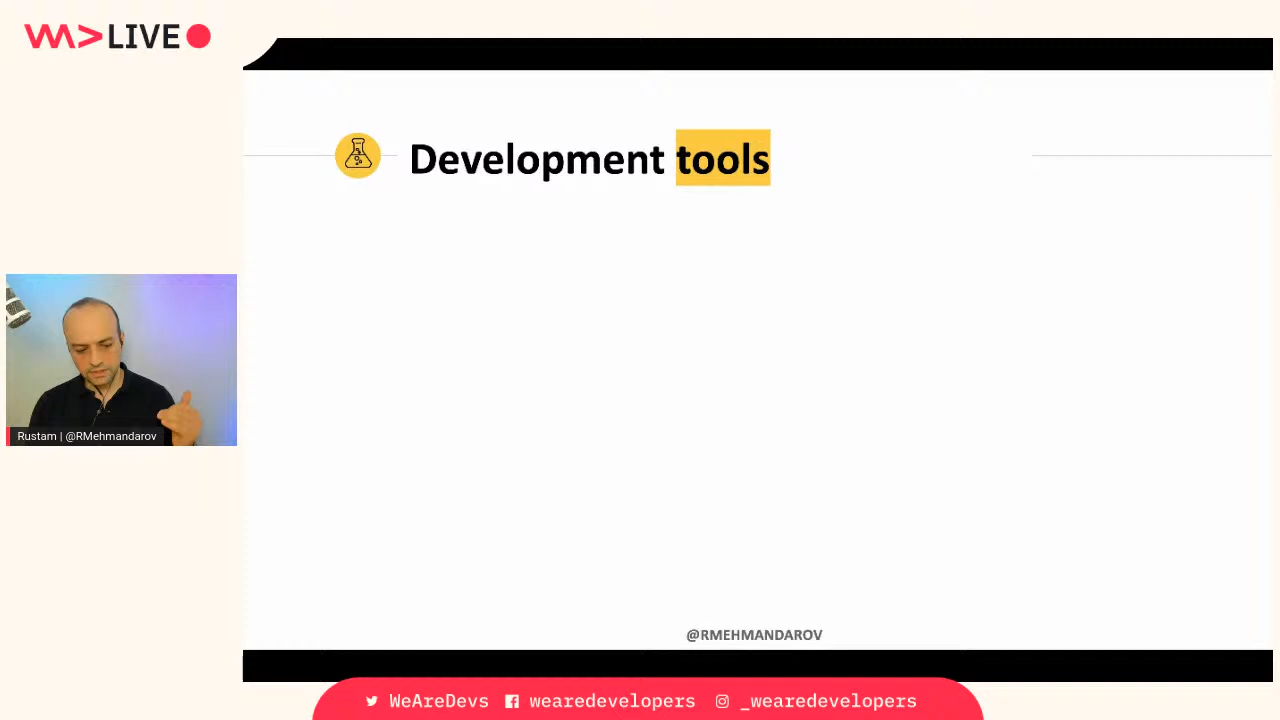 LIVE
Development tools
Rustam | @RMehmandarov
@RMEHMANDAROV
WeAreDevs wearedevelopers _wearedevelopers